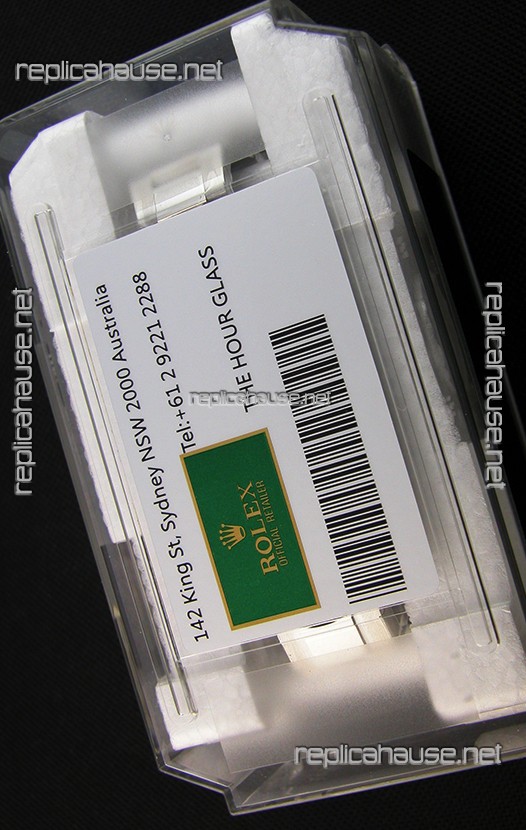 replicahause.net
replicahause.net
replicahause.net
142 King St, Sydney NSW 2000 Australia
Tel:+61 2 9221 2288
THE HOUR GLASS
replicahause.net
ROLEX
OFFICIAL RETAILER
replicahause.net